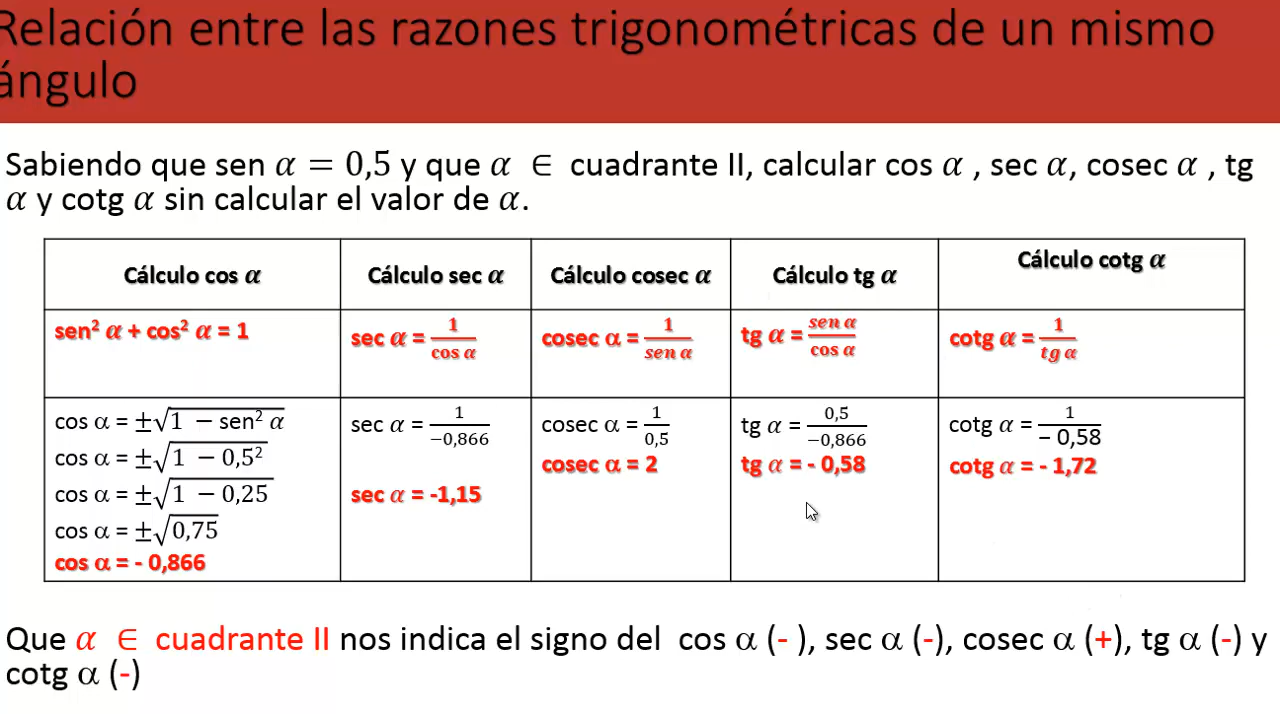 Relación entre las razones trigonométricas de un mismo
ángulo
Sabiendo que sen α = 0,5 y que α ∈ cuadrante II, calcular cos α , sec α, cosec α , tg
α y cotg α sin calcular el valor de α.
Cálculo cos α
Cálculo sec α
Cálculo cosec α
Cálculo tg α
Cálculo cotg α
sen² α + cos² α = 1
sec α = 1/cos α
cosec α = 1/sen α
tg α = sen α/cos α
cotg α = 1/tg α
cos α = ±√1 − sen² α
cos α = ±√1 − 0,5²
cos α = ±√1 − 0,25
cos α = ±√0,75
cos α = - 0,866
sec α = 1/−0,866
sec α = -1,15
cosec α = 1/0,5
cosec α = 2
tg α = 0,5/−0,866
tg α = - 0,58
cotg α = 1/− 0,58
cotg α = - 1,72
Que α ∈ cuadrante II nos indica el signo del cos α (- ), sec α (-), cosec α (+), tg α (-) y
cotg α (-)